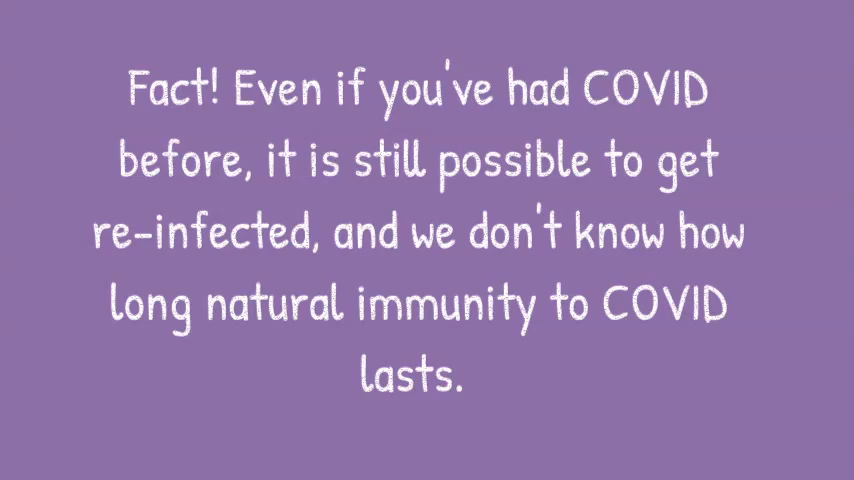 Fact! Even if you've had COVID
before, it is still possible to get
re-infected, and we don't know how
long natural immunity to COVID
lasts.